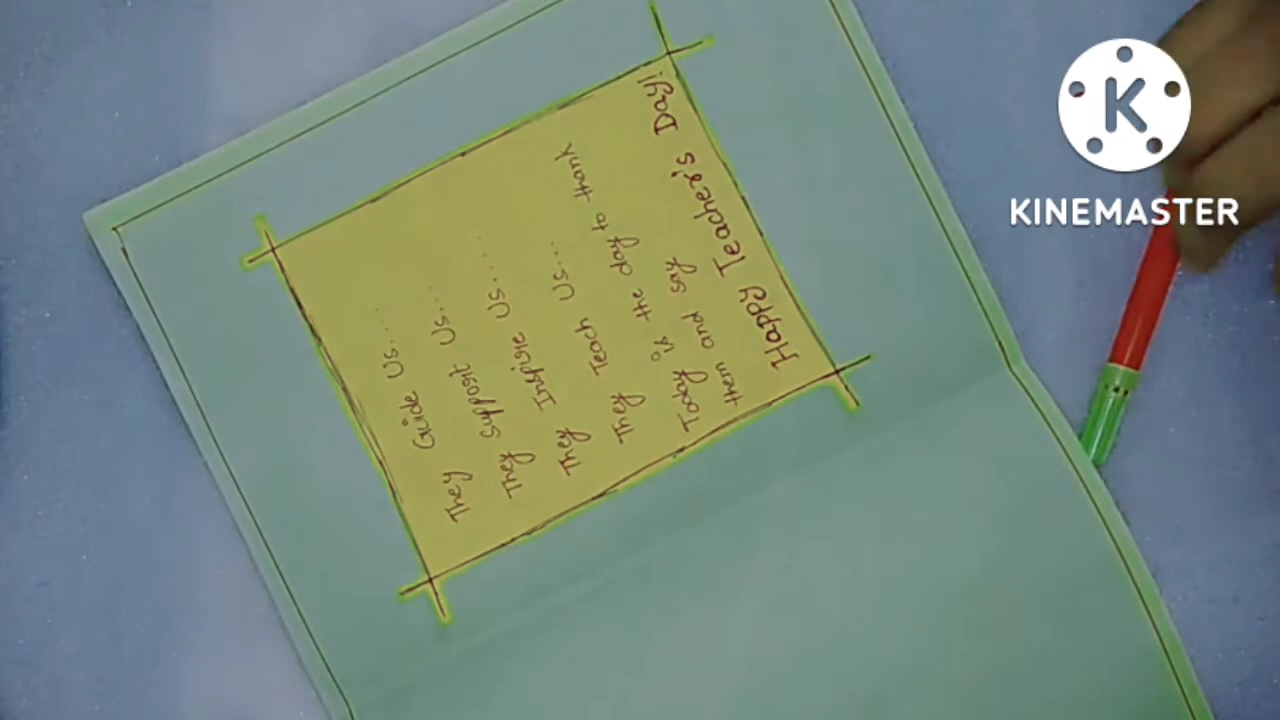 They Guide Us....
They Support Us..
They Inspire Us....
They Teach Us...
Today is the day to thank
them and say
Happy Teacher's Day!
K
KINEMASTER